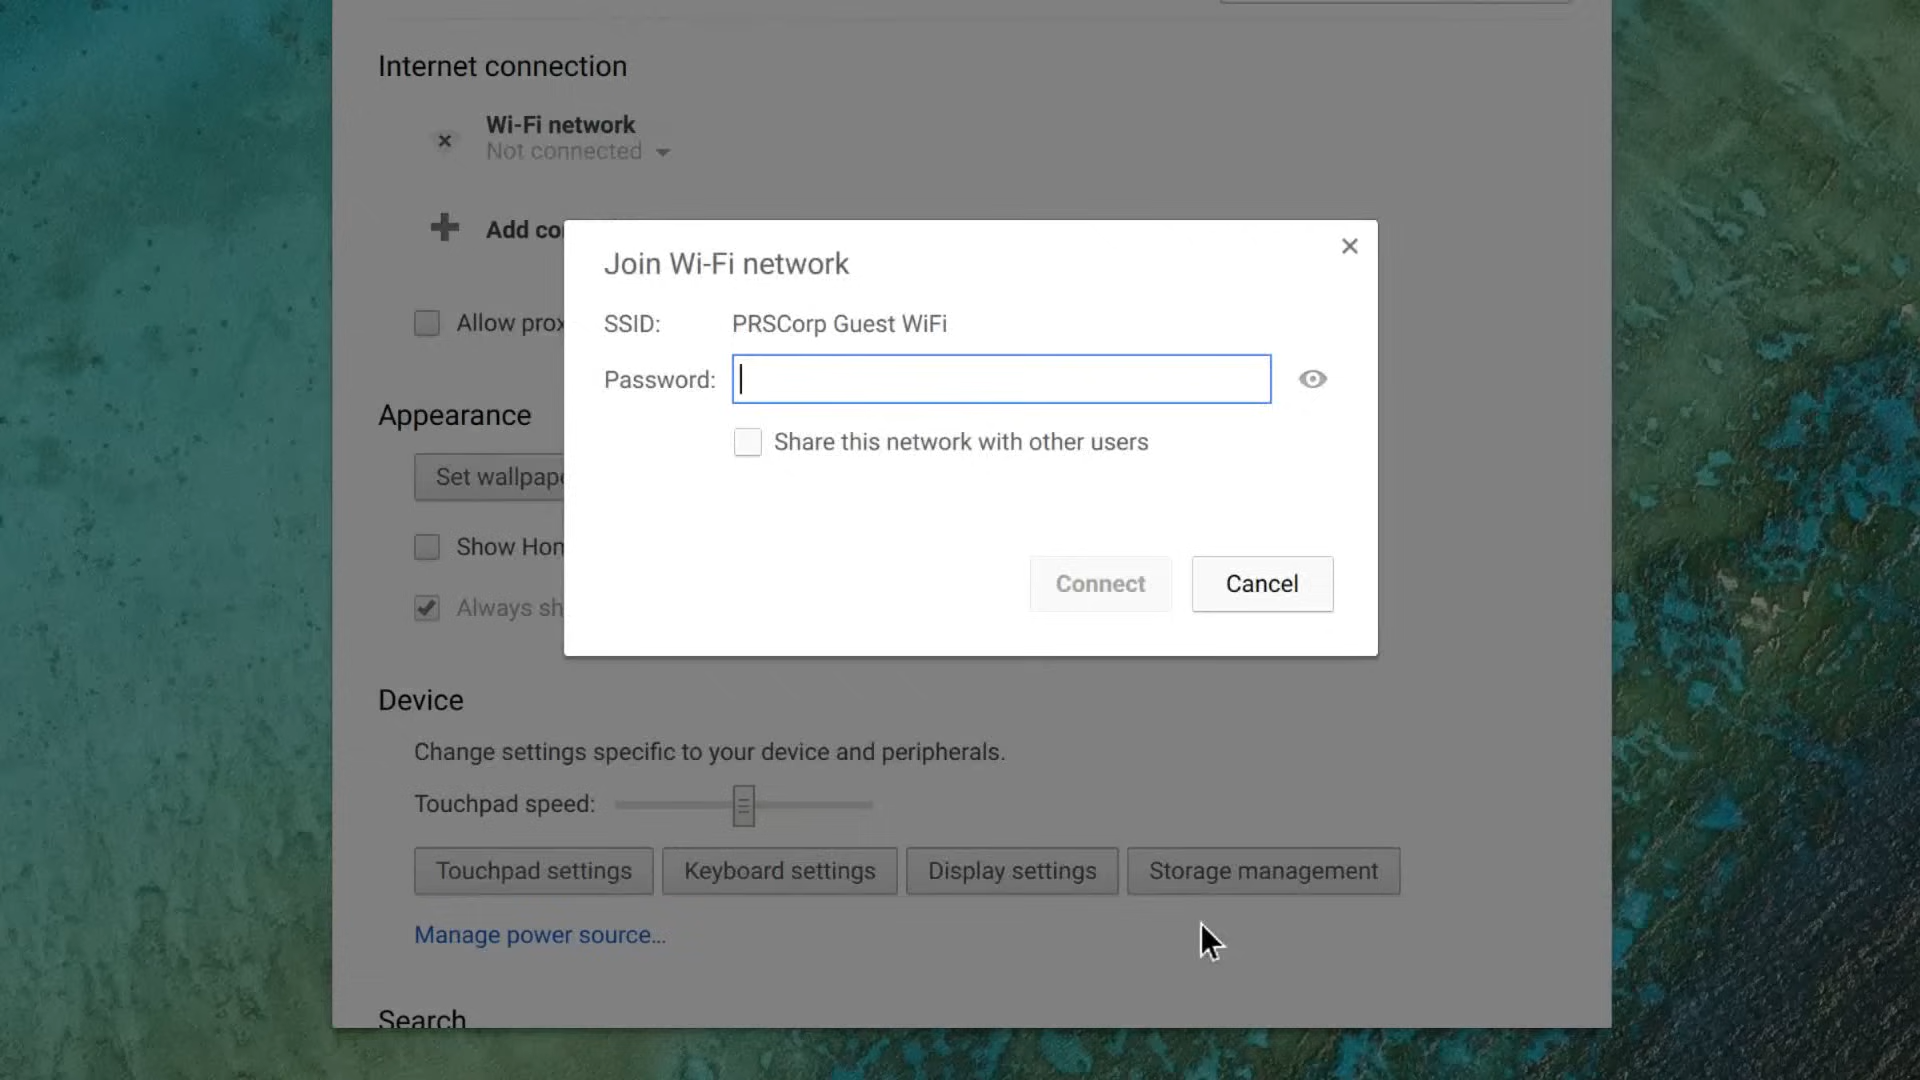 Internet connection
Wi-Fi network
Not connected
Add co
Join Wi-Fi network
SSID: PRSCorp Guest WiFi
Allow prox
Password:
Appearance
Share this network with other users
Set wallpape
Show Hom
Connect Cancel
Always sh
Device
Change settings specific to your device and peripherals.
Touchpad speed:
Touchpad settings Keyboard settings Display settings Storage management
Manage power source...
Search